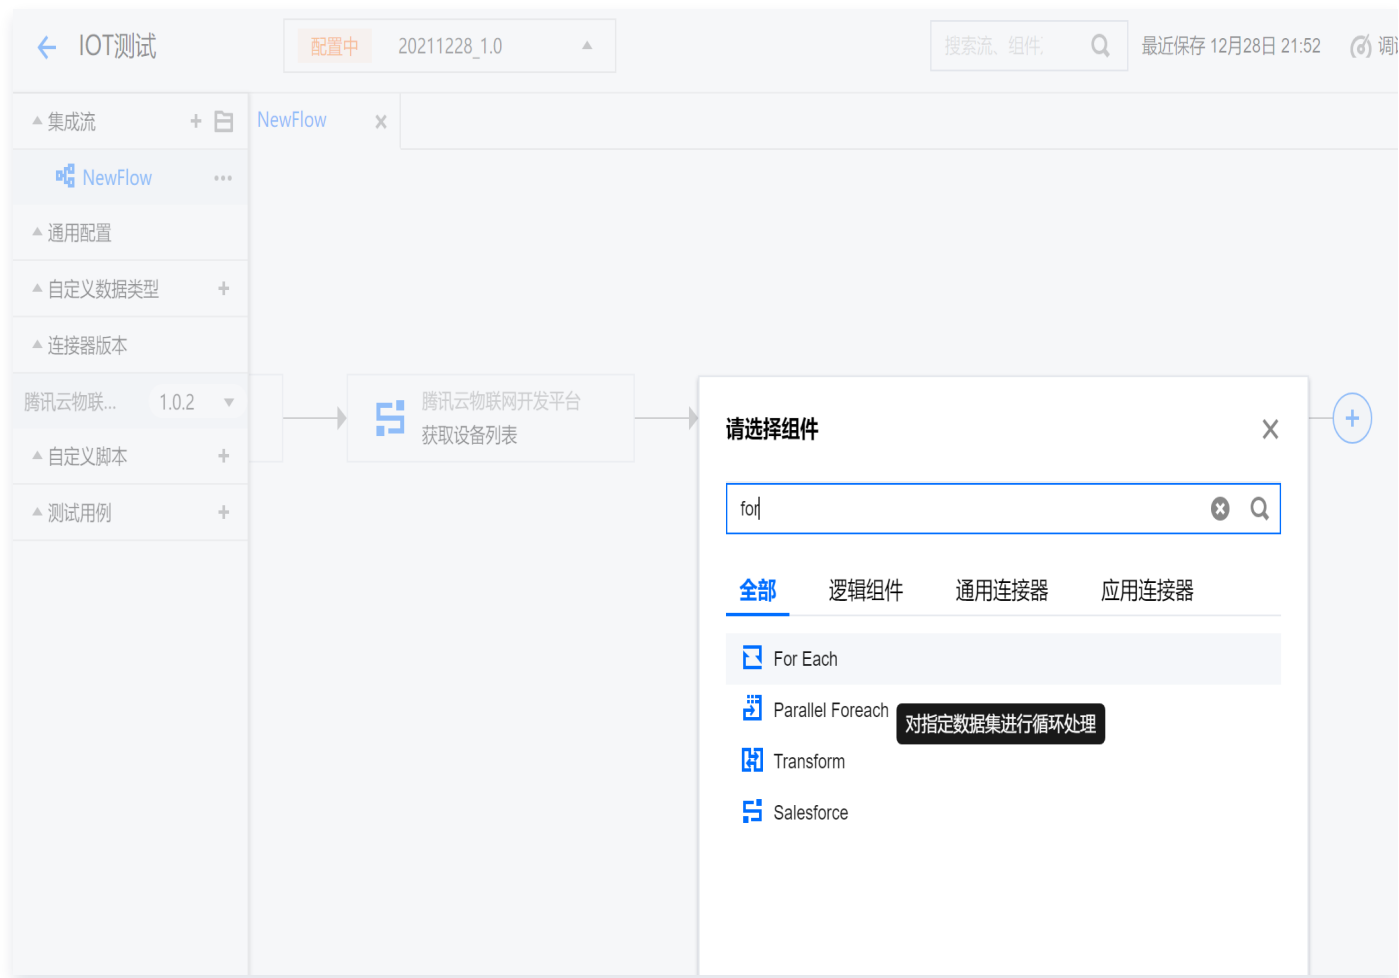 IOT测试
配置中 20211228_1.0
搜索流、组件
最近保存 12月28日 21:52
集成流
NewFlow
NewFlow
通用配置
自定义数据类型
连接器版本
腾讯云物联... 1.0.2
自定义脚本
测试用例
腾讯云物联网开发平台
获取设备列表
请选择组件
for
全部 逻辑组件 通用连接器 应用连接器
For Each
Parallel Foreach
对指定数据集进行循环处理
Transform
Salesforce